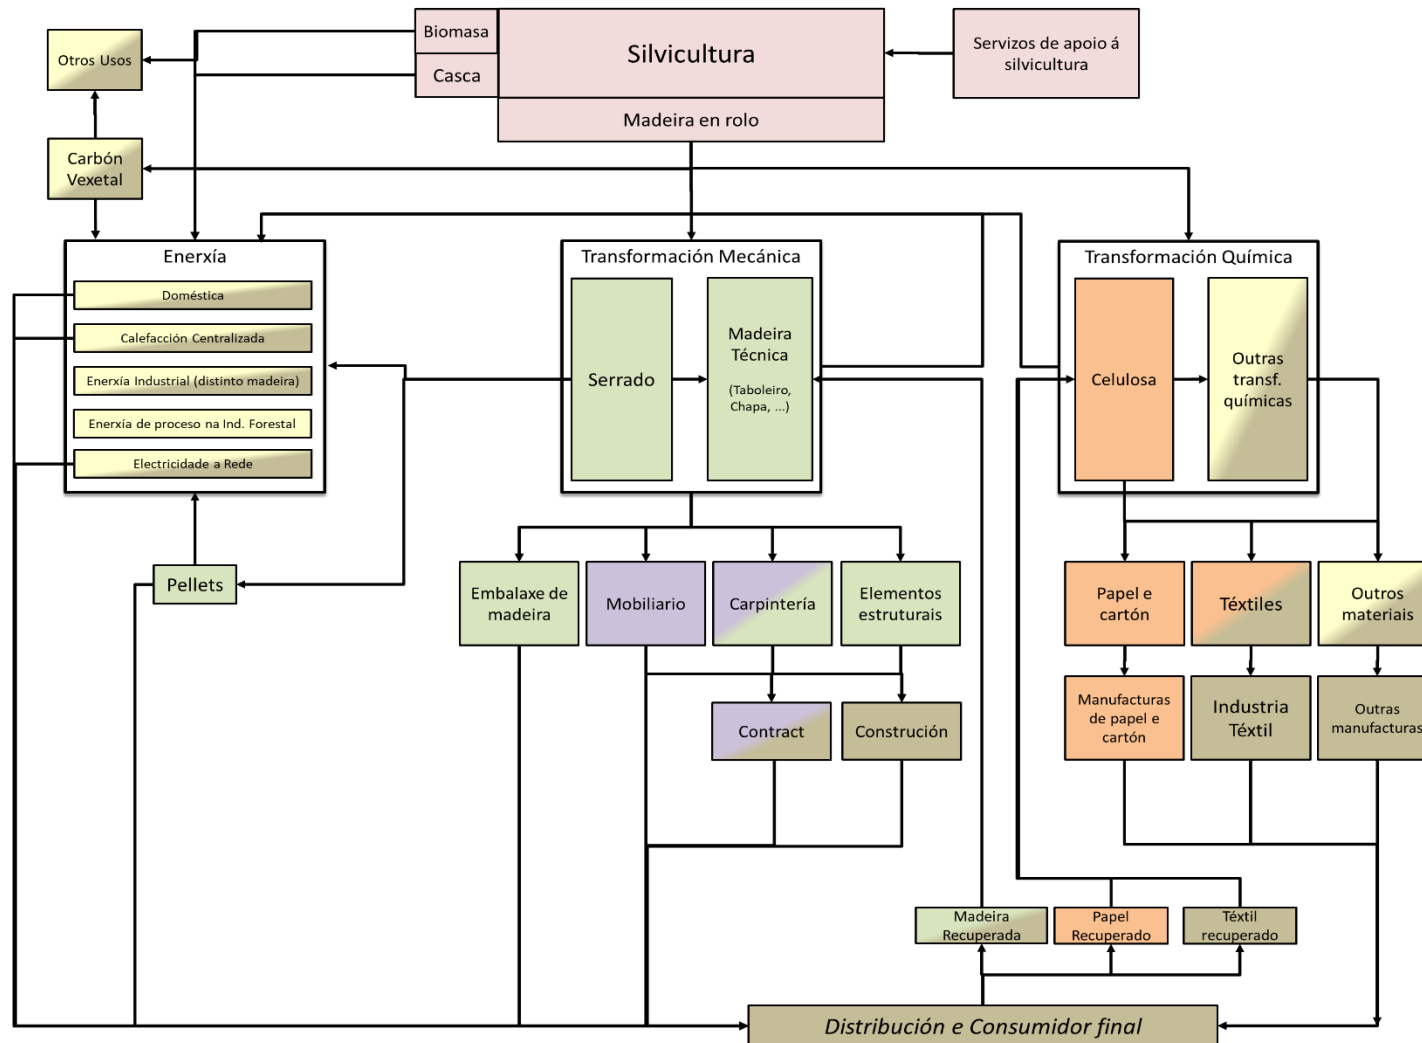 Biomasa
Silvicultura
Servizos de apoio á
silvicultura
Otros Usos
Casca
Madeira en rolo
Carbón
Vexetal
Enerxía
Doméstica
Calefacción Centralizada
Enerxía Industrial (distinto madeira)
Enerxía de proceso na Ind. Forestal
Electricidade a Rede
Transformación Mecánica
Serrado
Madeira
Técnica
(Taboleiro,
Chapa, ...)
Transformación Química
Celulosa
Outras
transf.
químicas
Pellets
Embalaxe de
madeira
Mobiliario
Carpintería
Elementos
estruturais
Papel e
cartón
Téxtiles
Outros
materiais
Contract
Construción
Manufacturas
de papel e
cartón
Industria
Téxtil
Outras
manufacturas
Madeira
Recuperada
Papel
Recuperado
Téxtil
recuperado
Distribución e Consumidor final